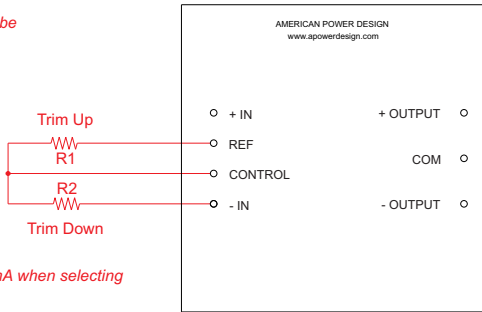 be
AMERICAN POWER DESIGN
www.apowerdesign.com
Trim Up
R1
R2
Trim Down
+ IN
REF
CONTROL
- IN
+ OUTPUT
COM
- OUTPUT
mA when selecting